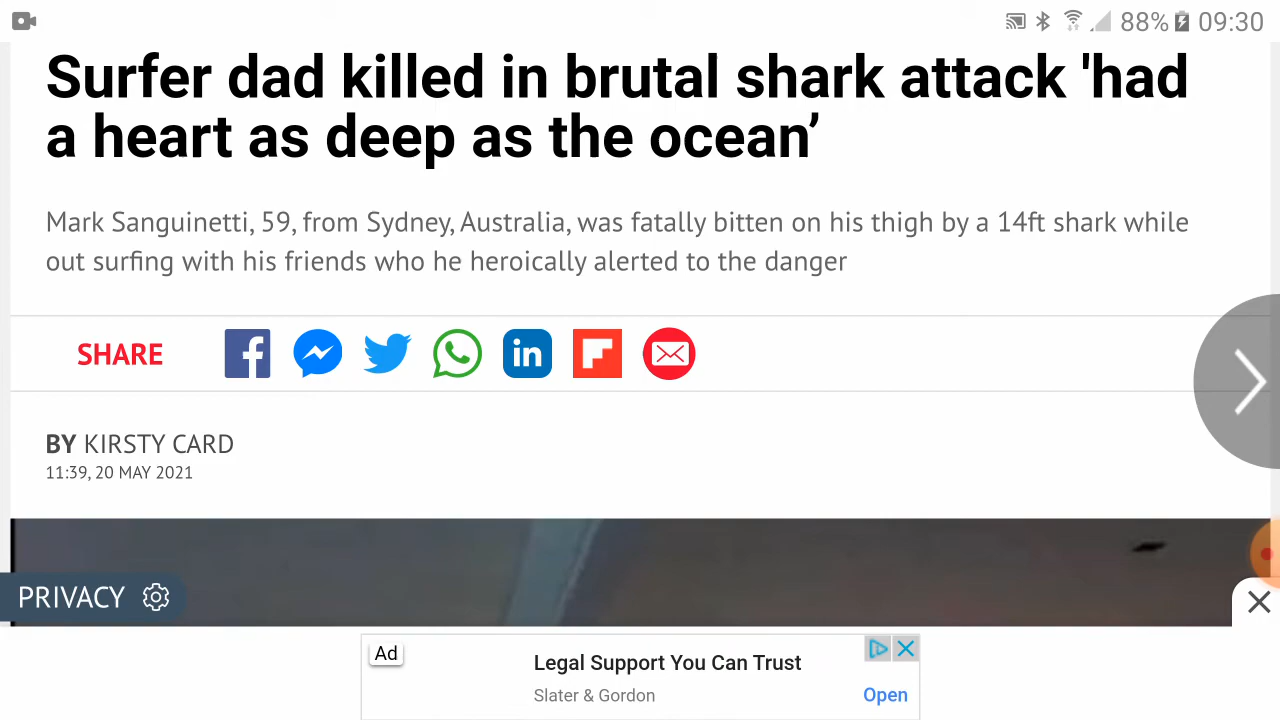 88% 09:30
Surfer dad killed in brutal shark attack 'had
a heart as deep as the ocean’
Mark Sanguinetti, 59, from Sydney, Australia, was fatally bitten on his thigh by a 14ft shark while
out surfing with his friends who he heroically alerted to the danger
SHARE
BY KIRSTY CARD
11:39, 20 MAY 2021
PRIVACY
Ad
Legal Support You Can Trust
Slater & Gordon
Open